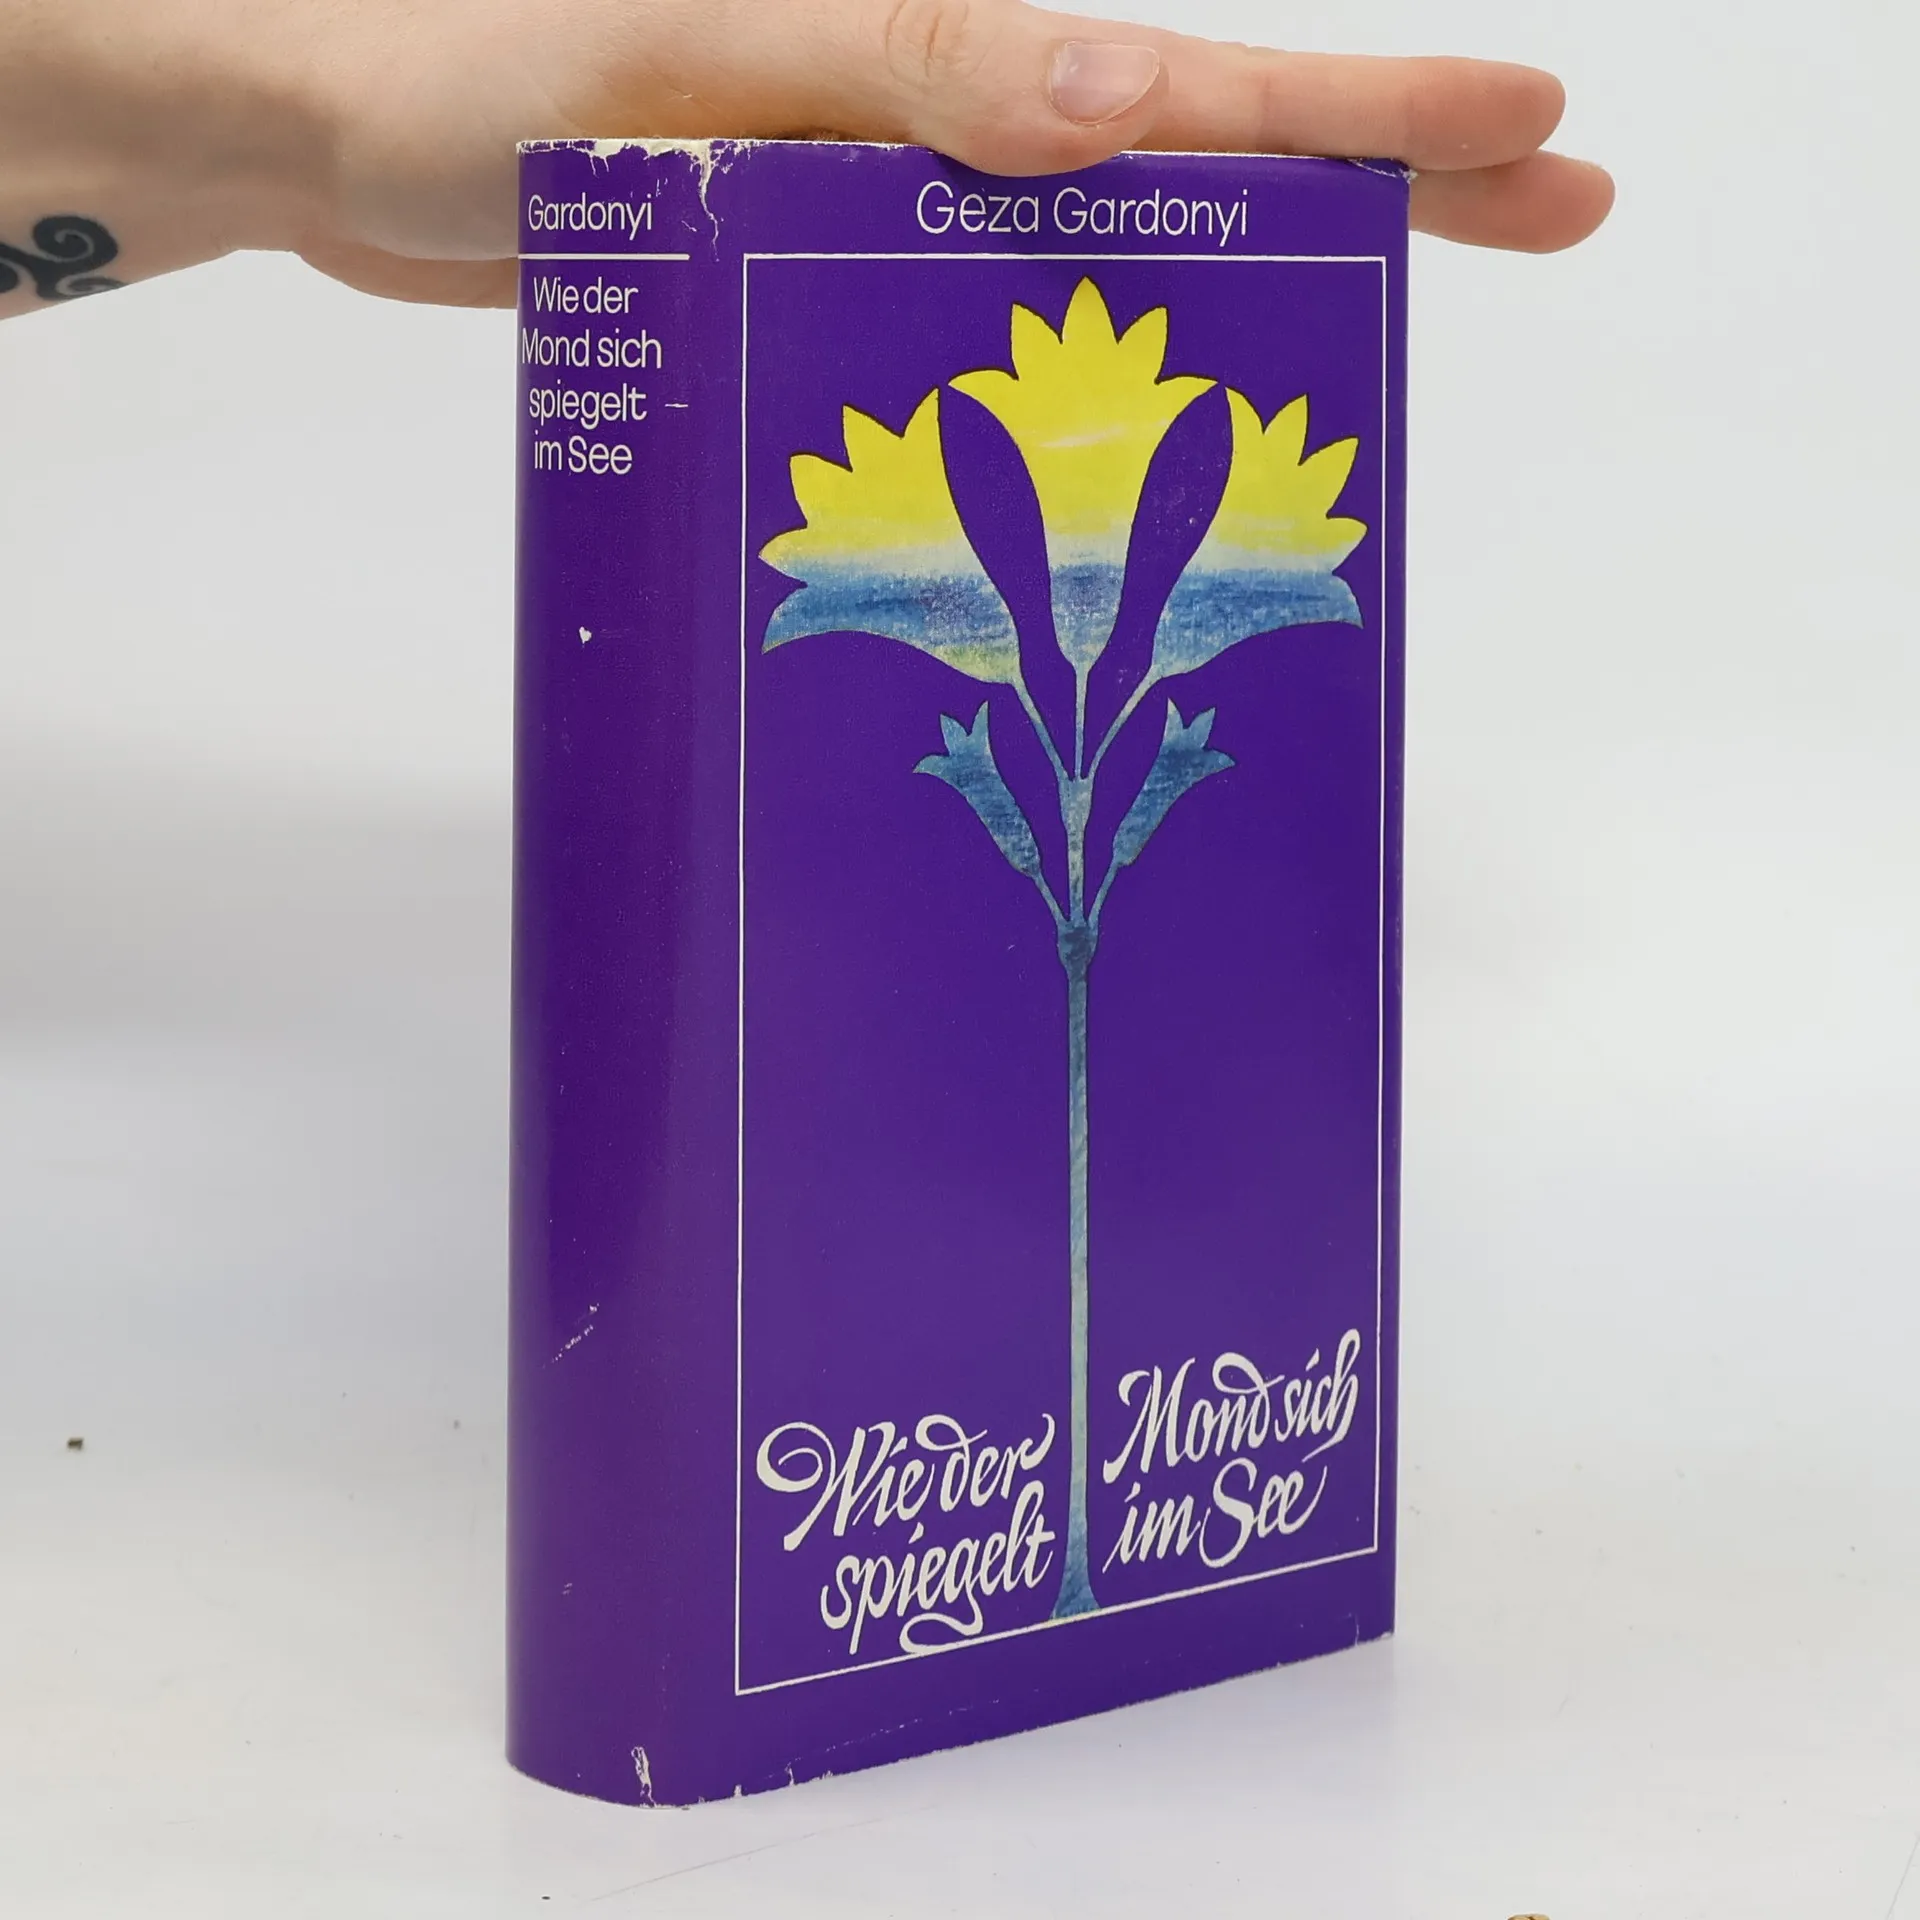 Gardonyi
Wie der
Mond sich
spiegelt
im See
Geza Gardonyi
Wie der
spiegelt
Mond sich
im See